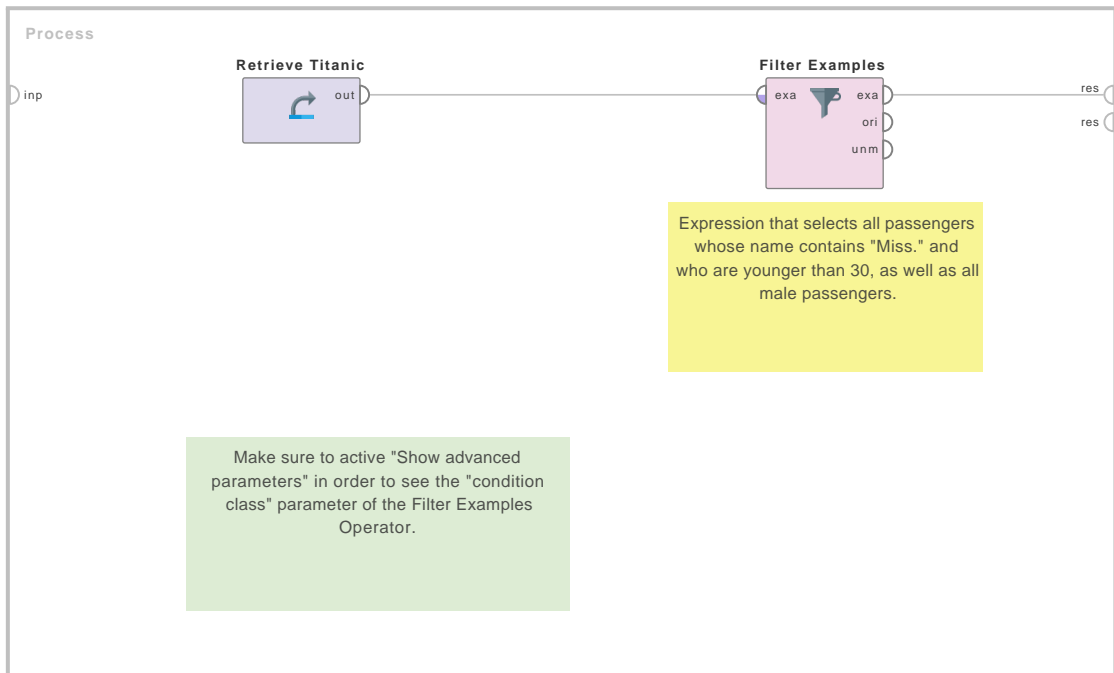 Process
Retrieve Titanic
Filter Examples
inp
out
exa
exa
res
ori
res
unm
Expression that selects all passengers
whose name contains "Miss." and
who are younger than 30, as well as all
male passengers.
Make sure to active "Show advanced
parameters" in order to see the "condition
class" parameter of the Filter Examples
Operator.